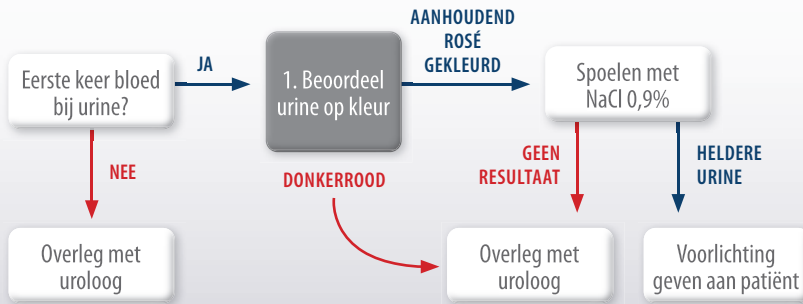 Eerste keer bloed
bij urine?
JA
1. Beoordeel
urine op kleur
AANHOUDEND
ROSÉ
GEKLEURD
Spoelen met
NaCl 0,9%
NEE
DONKERROOD
GEEN
RESULTAAT
HELDERE
URINE
Overleg met
uroloog
Overleg met
uroloog
Voorlichting
geven aan patiënt